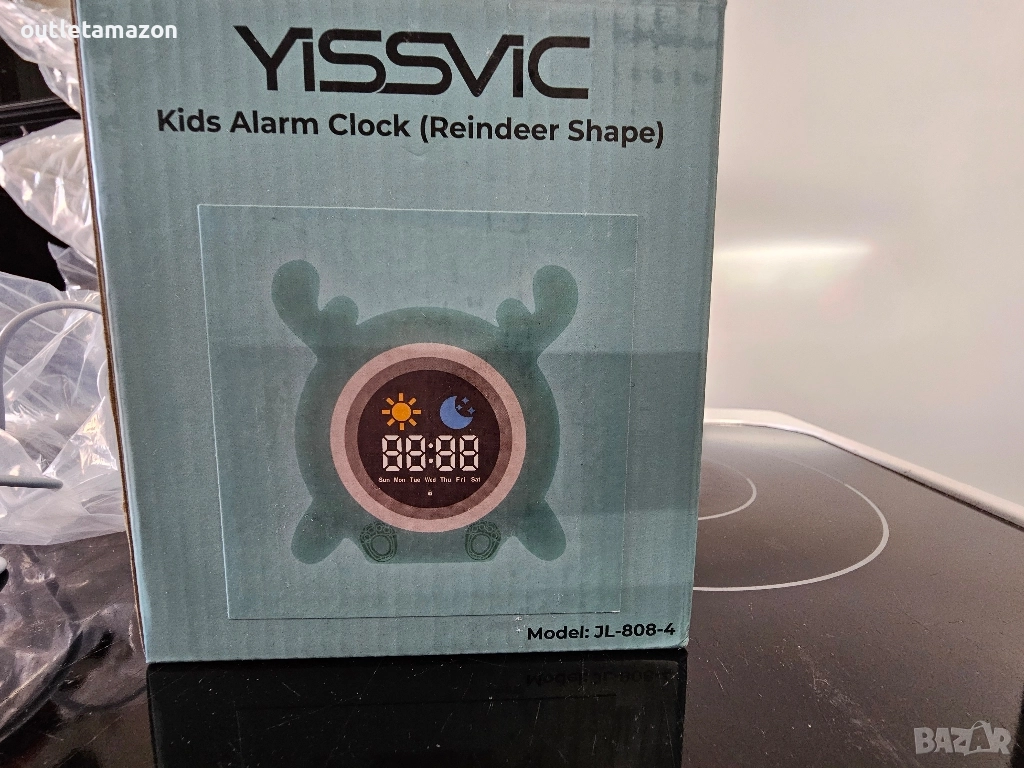 outletamazon
YISSVIC
Kids Alarm Clock (Reindeer Shape)
88:88
Sun Mon Tue Wed Thu Fri Sat
Model: JL-808-4
BAZAR